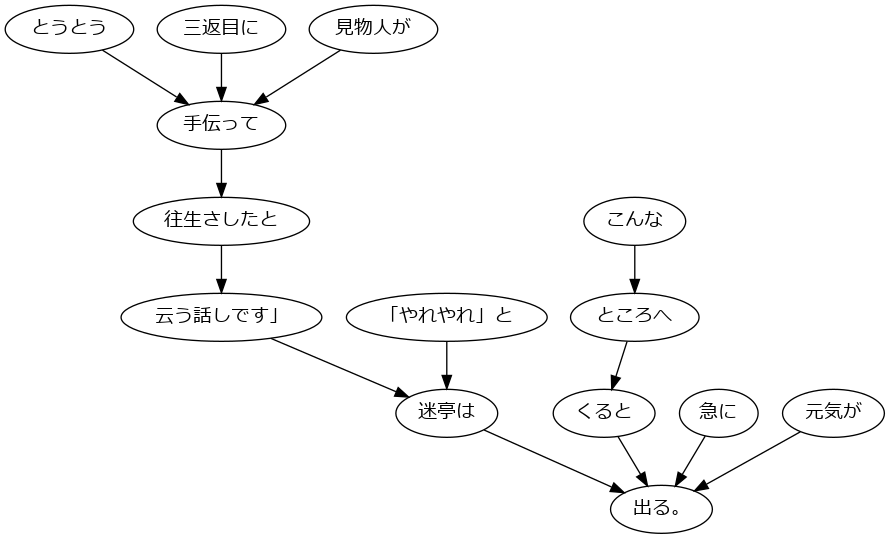 とうとう
三返目に
見物人が
手伝って
往生さしたと
こんな
云う話しです」
「やれやれ」と
ところへ
迷亭は
くると
急に
元気が
出る。